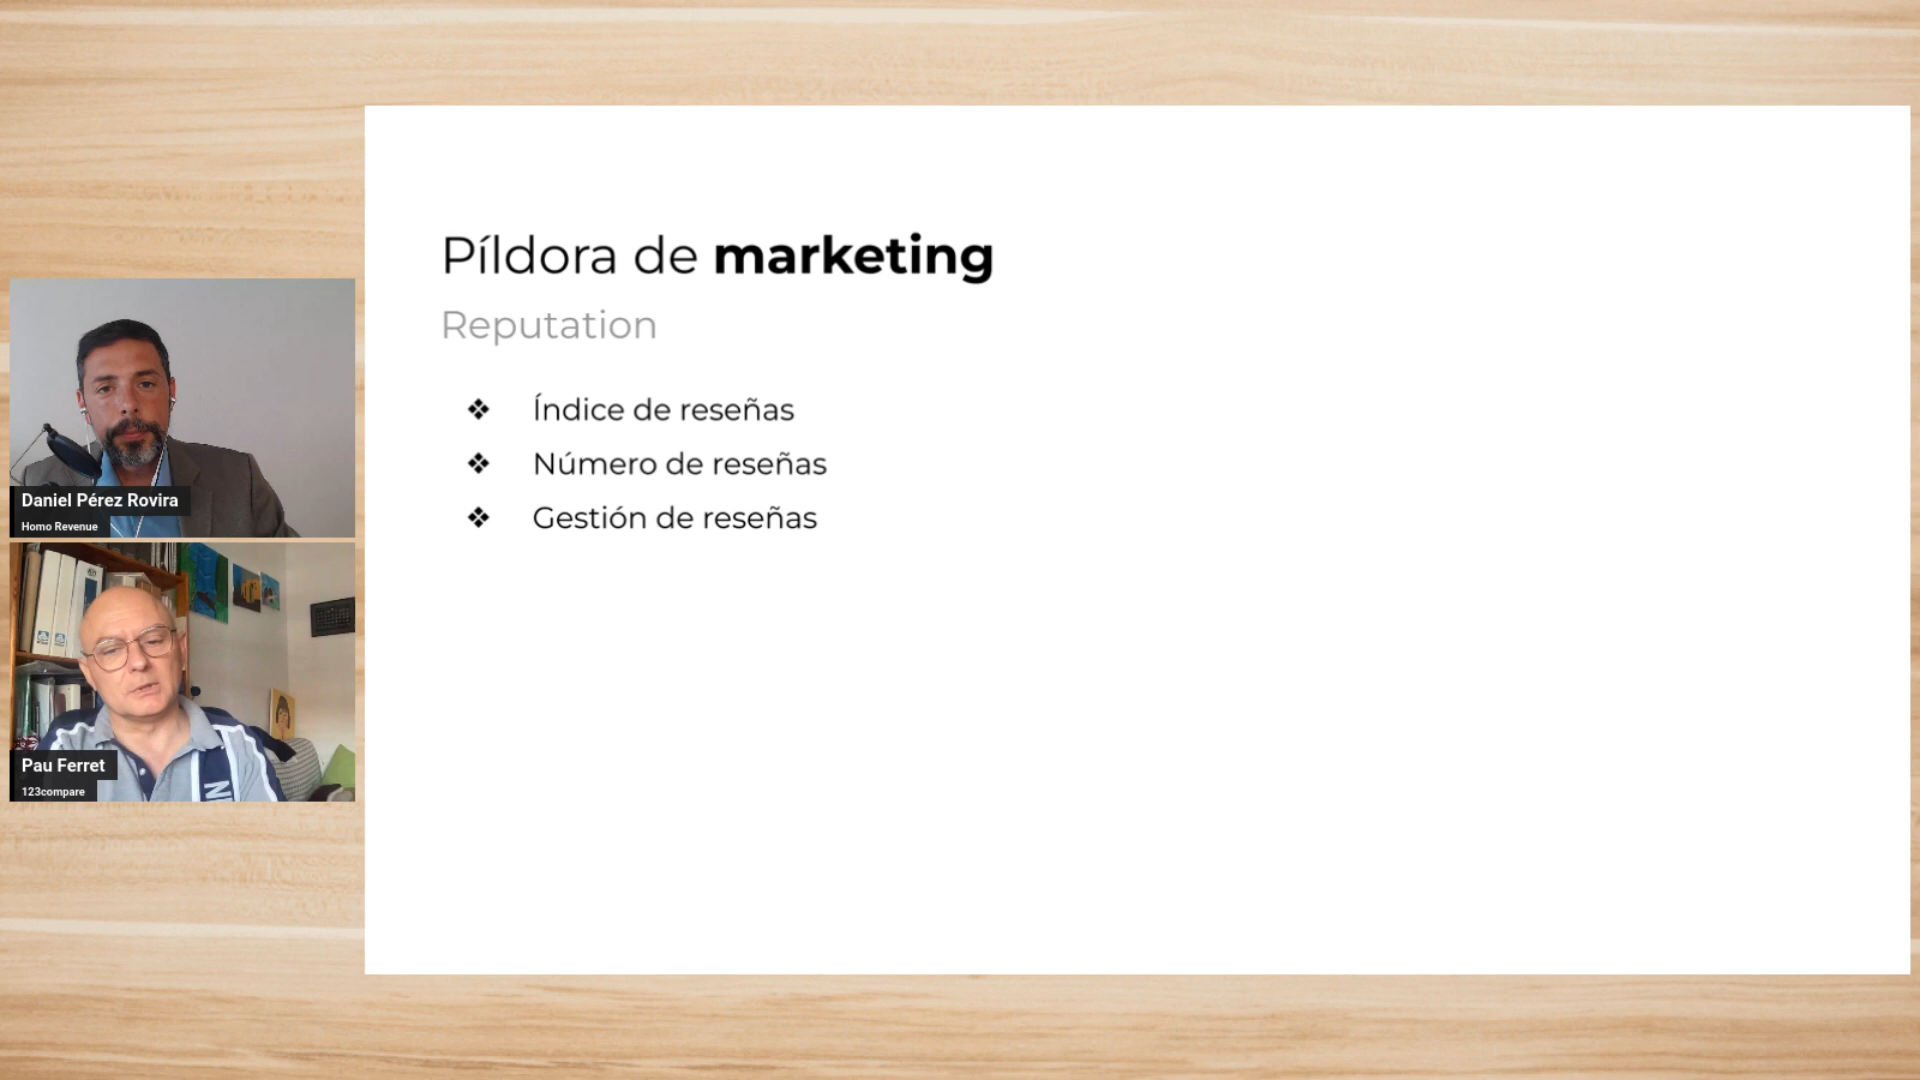 Píldora de marketing
Reputation
❖ Índice de reseñas
❖ Número de reseñas
❖ Gestión de reseñas
Daniel Pérez Rovira
Homo Revenue
Pau Ferret
123compare